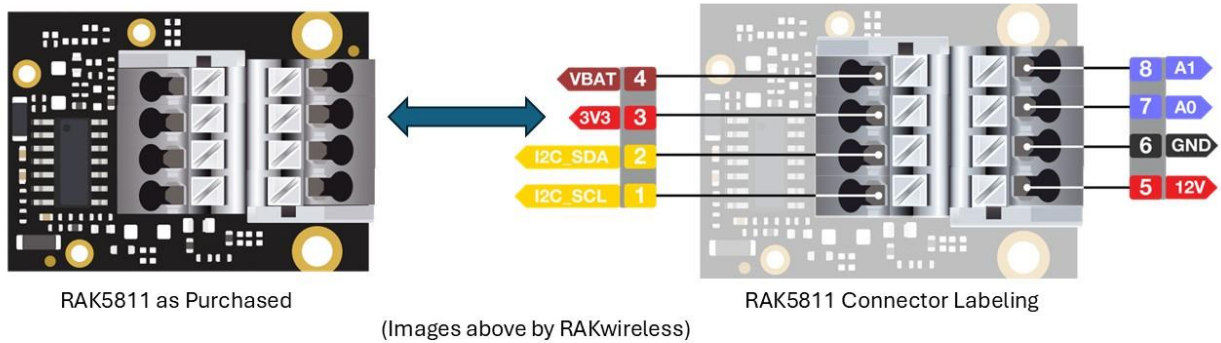 VBAT 4
3V3 3
I2C_SDA 2
I2C_SCL 1
8 A1
7 A0
6 GND
5 12V
RAK5811 as Purchased
RAK5811 Connector Labeling
(Images above by RAKwireless)